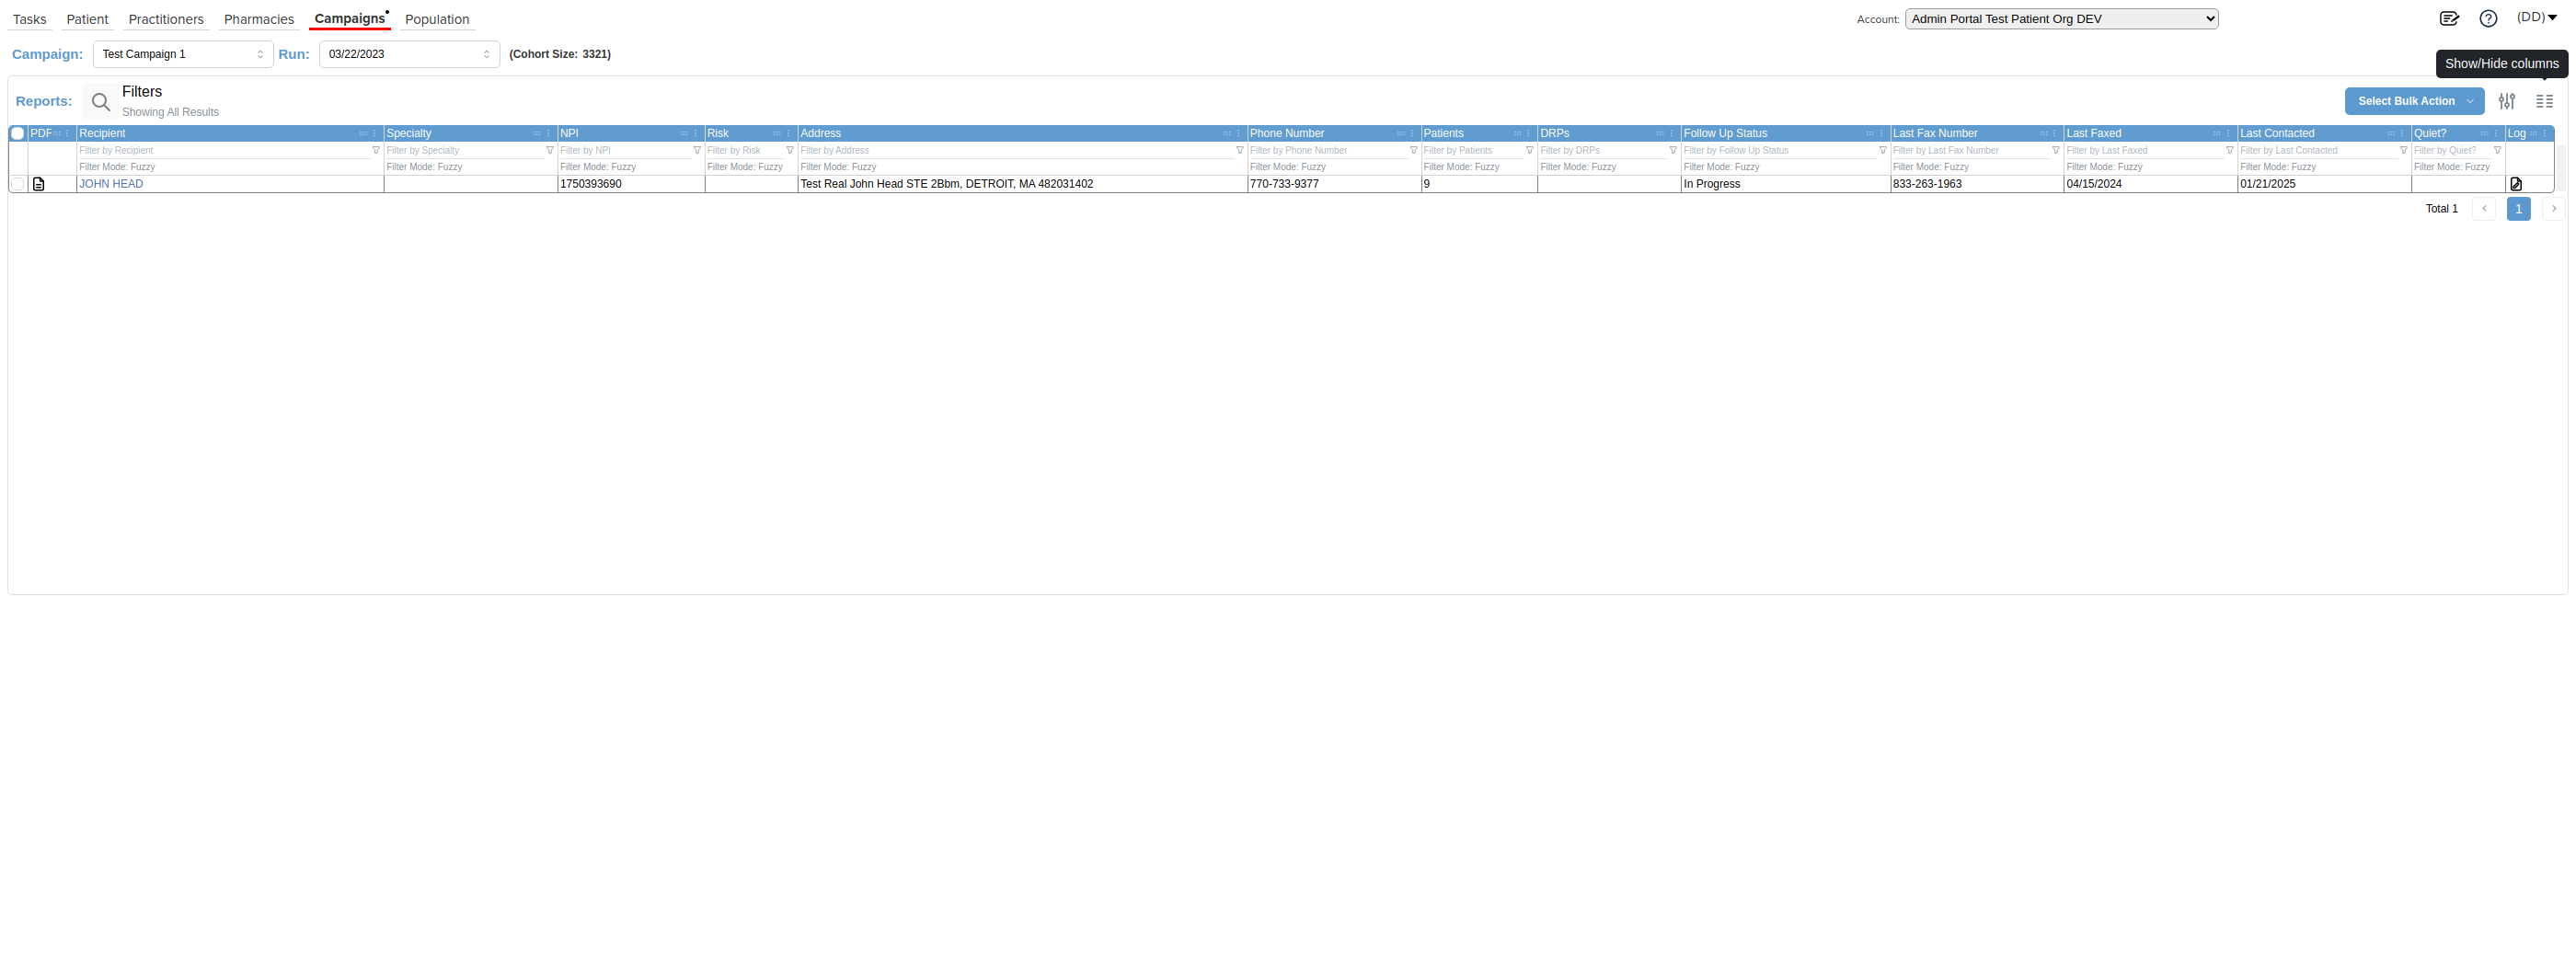 Tasks Patient Practitioners Pharmacies Campaigns Population Account: Admin Portal Test Patient Org DEV (DD)
Campaign: Test Campaign 1 Run: 03/22/2023 (Cohort Size: 3321)
Show/Hide columns
Reports: Filters
Showing All Results
Select Bulk Action
PDF Recipient Specialty NPI Risk Address Phone Number Patients DRPs Follow Up Status Last Fax Number Last Faxed Last Contacted Quiet? Log
Filter by Recipient Filter by Specialty Filter by NPI Filter by Risk Filter by Address Filter by Phone Number Filter by Patients Filter by DRPs Filter by Follow Up Status Filter by Last Fax Number Filter by Last Faxed Filter by Last Contacted Filter by Quiet?
Filter Mode: Fuzzy Filter Mode: Fuzzy Filter Mode: Fuzzy Filter Mode: Fuzzy Filter Mode: Fuzzy Filter Mode: Fuzzy Filter Mode: Fuzzy Filter Mode: Fuzzy Filter Mode: Fuzzy Filter Mode: Fuzzy Filter Mode: Fuzzy Filter Mode: Fuzzy Filter Mode: Fuzzy
JOHN HEAD 1750393690 Test Real John Head STE 2Bbm, DETROIT, MA 482031402 770-733-9377 9 In Progress 833-263-1963 04/15/2024 01/21/2025
Total 1 1